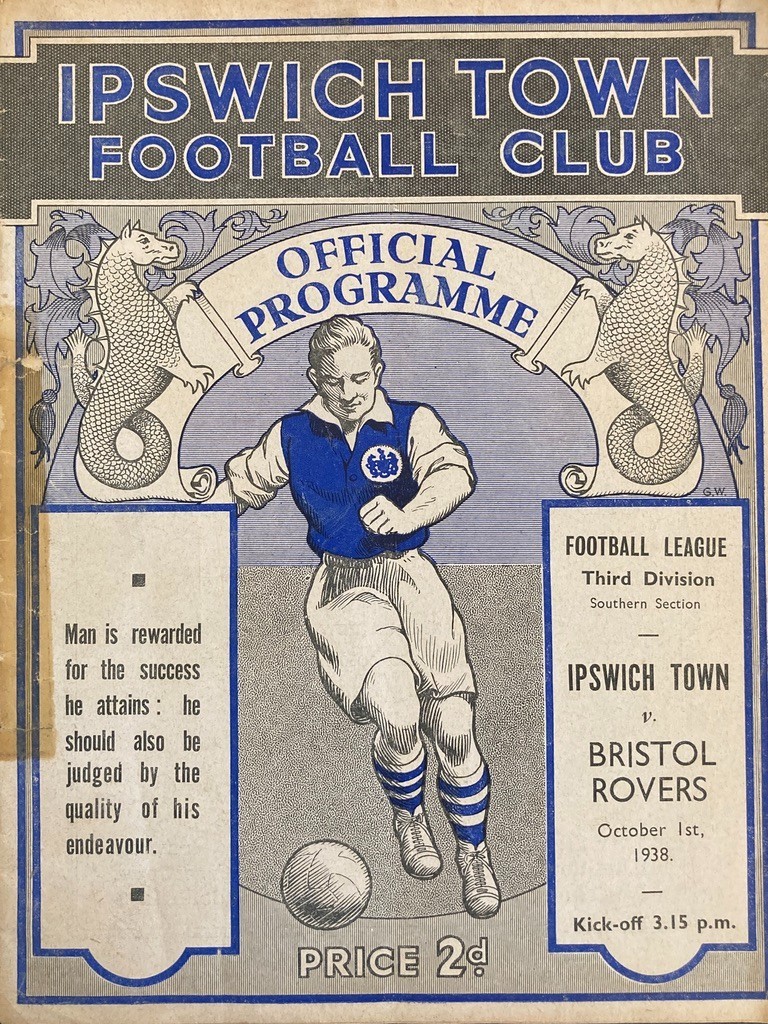 IPSWICH TOWN
FOOTBALL CLUB
OFFICIAL
PROGRAMME
G.W.
Man is rewarded
for the success
he attains : he
should also be
judged by the
quality of his
endeavour.
FOOTBALL LEAGUE
Third Division
Southern Section
—
IPSWICH TOWN
v.
BRISTOL
ROVERS
October 1st,
1938.
—
Kick-off 3.15 p.m.
PRICE 2d.